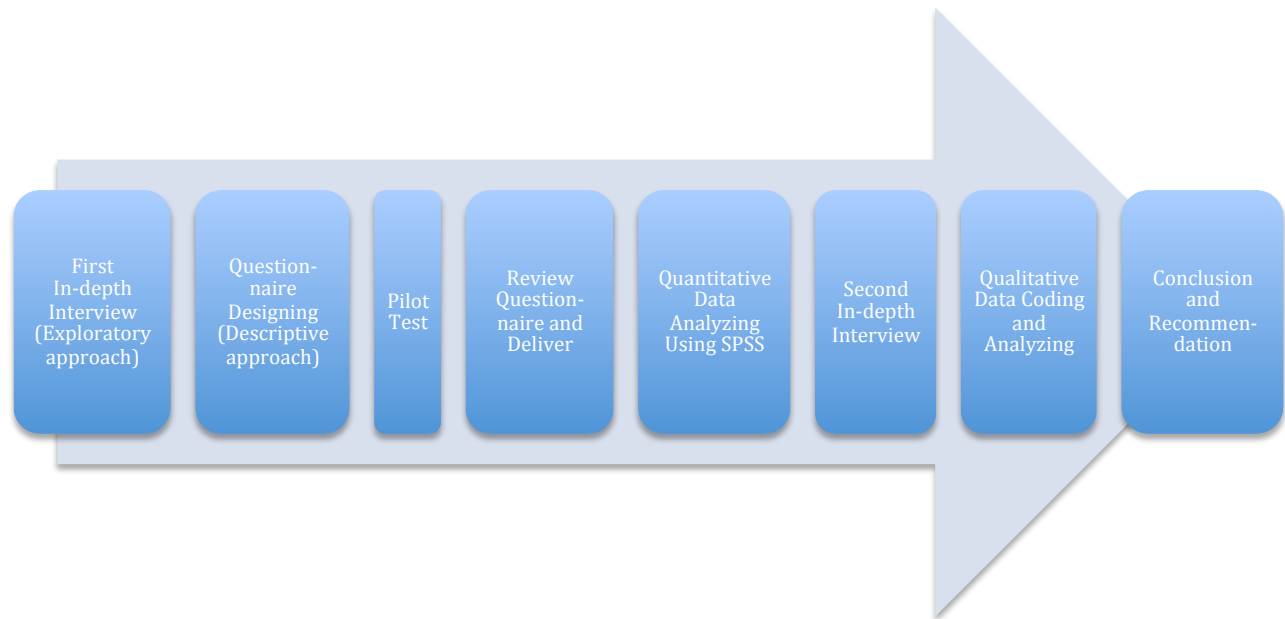 First
In-depth
Interview
(Exploratory
approach)
Question-
naire
Designing
(Descriptive
approach)
Pilot
Test
Review
Question-
naire and
Deliver
Quantitative
Data
Analyzing
Using SPSS
Second
In-depth
Interview
Qualitative
Data Coding
and
Analyzing
Conclusion
and
Recommen-
dation